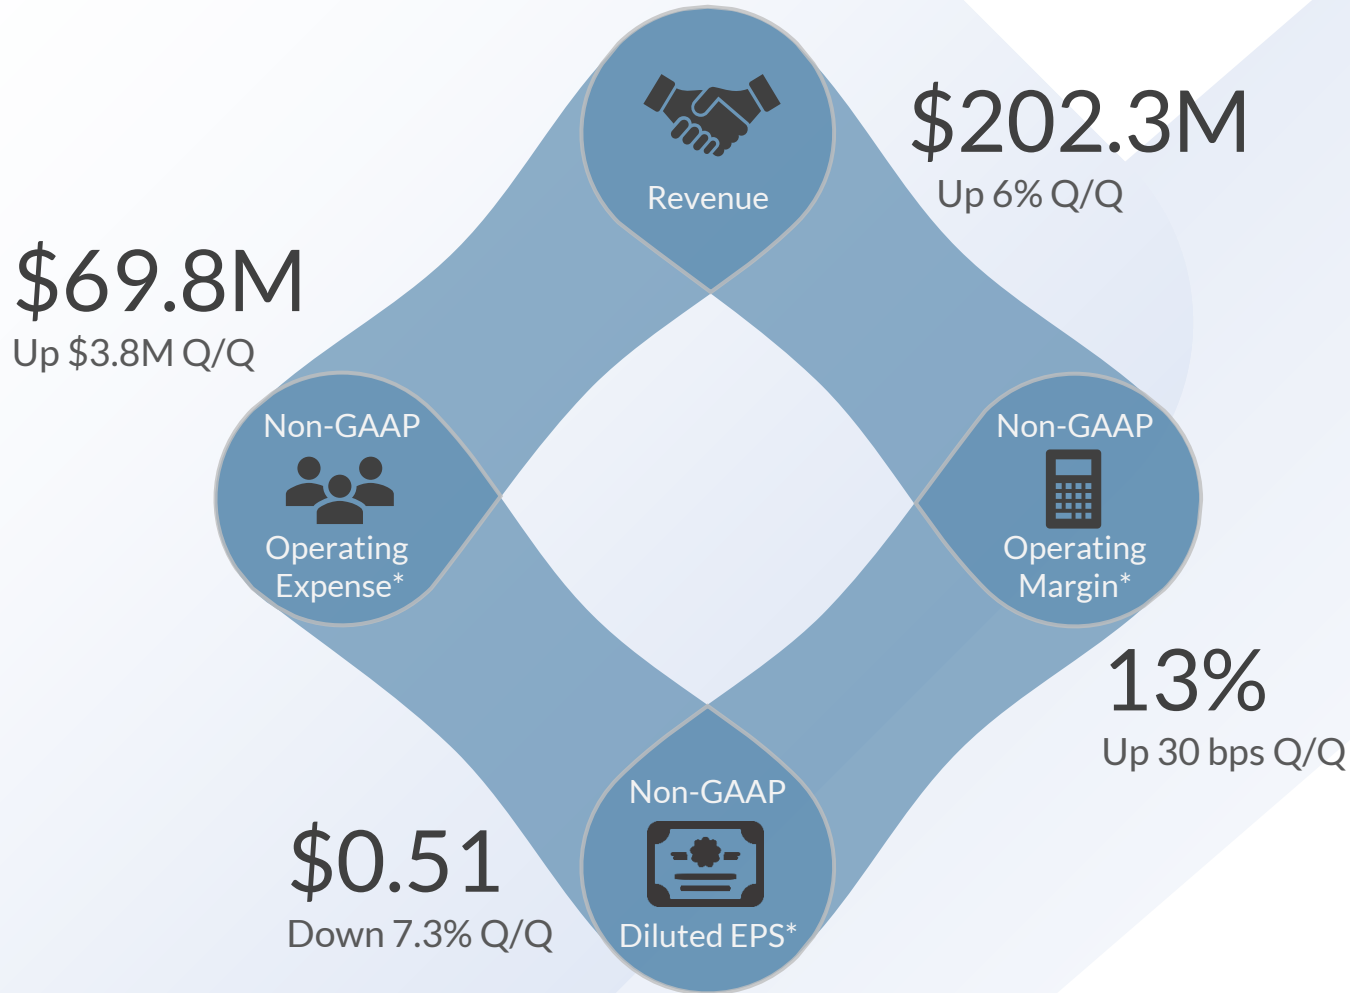 Revenue
$202.3M
Up 6% Q/Q
$69.8M
Up $3.8M Q/Q
Non-GAAP
Operating
Expense*
Non-GAAP
Operating
Margin*
13%
Up 30 bps Q/Q
Non-GAAP
Diluted EPS*
$0.51
Down 7.3% Q/Q